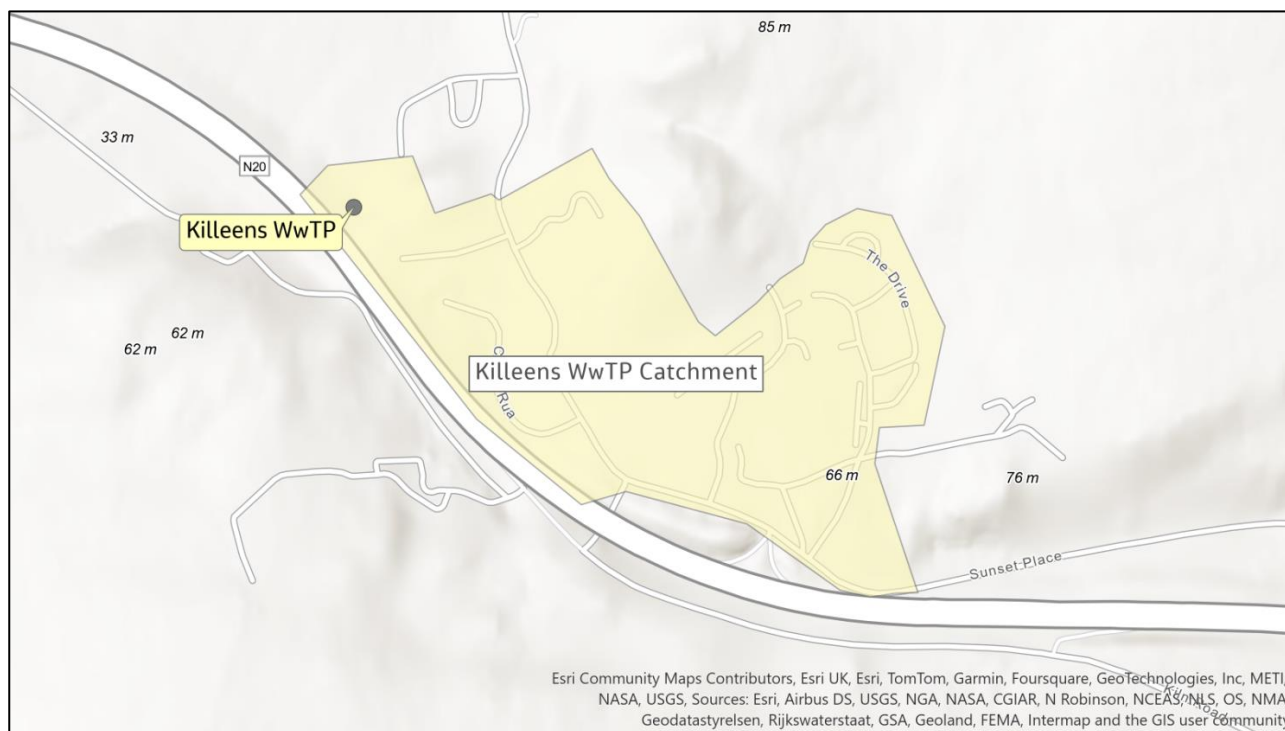 85 m
33 m
N20
Killeens WwTP
The Drive
62 m
62 m
Killeens WwTP Catchment
Rua
66 m
76 m
Sunset Place
Esri Community Maps Contributors, Esri UK, Esri, TomTom, Garmin, Foursquare, GeoTechnologies, Inc, METI,
NASA, USGS, Sources: Esri, Airbus DS, USGS, NGA, NASA, CGIAR, N Robinson, NCEAS, NLS, OS, NMA
Geodatastyrelsen, Rijkswaterstaat, GSA, Geoland, FEMA, Intermap and the GIS user community
Kiln Road